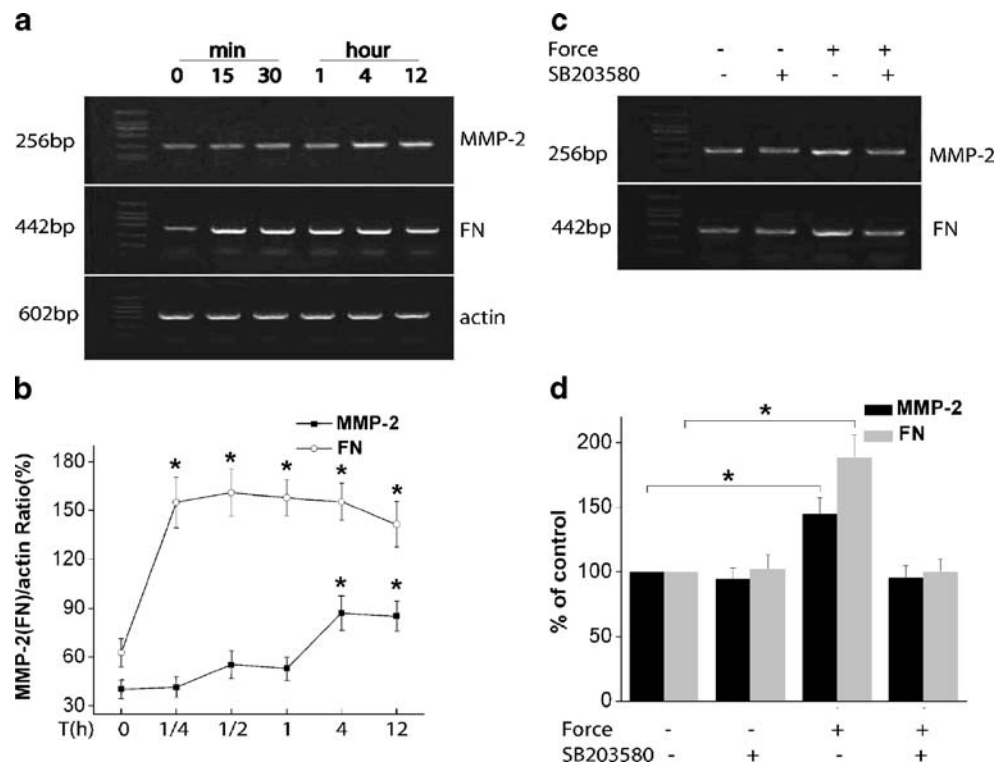 a
min hour
0 15 30 1 4 12
256bp MMP-2
442bp FN
602bp actin
b
MMP-2
FN
MMP-2(FN)/actin Ratio(%)
180
150
120
90
60
30
* * * * *
* *
T(h) 0 1/4 1/2 1 4 12
c
Force - - + +
SB203580 - + - +
256bp MMP-2
442bp FN
d
MMP-2
FN
% of control
200
150
100
50
0
*
*
Force - - + +
SB203580 - + - +